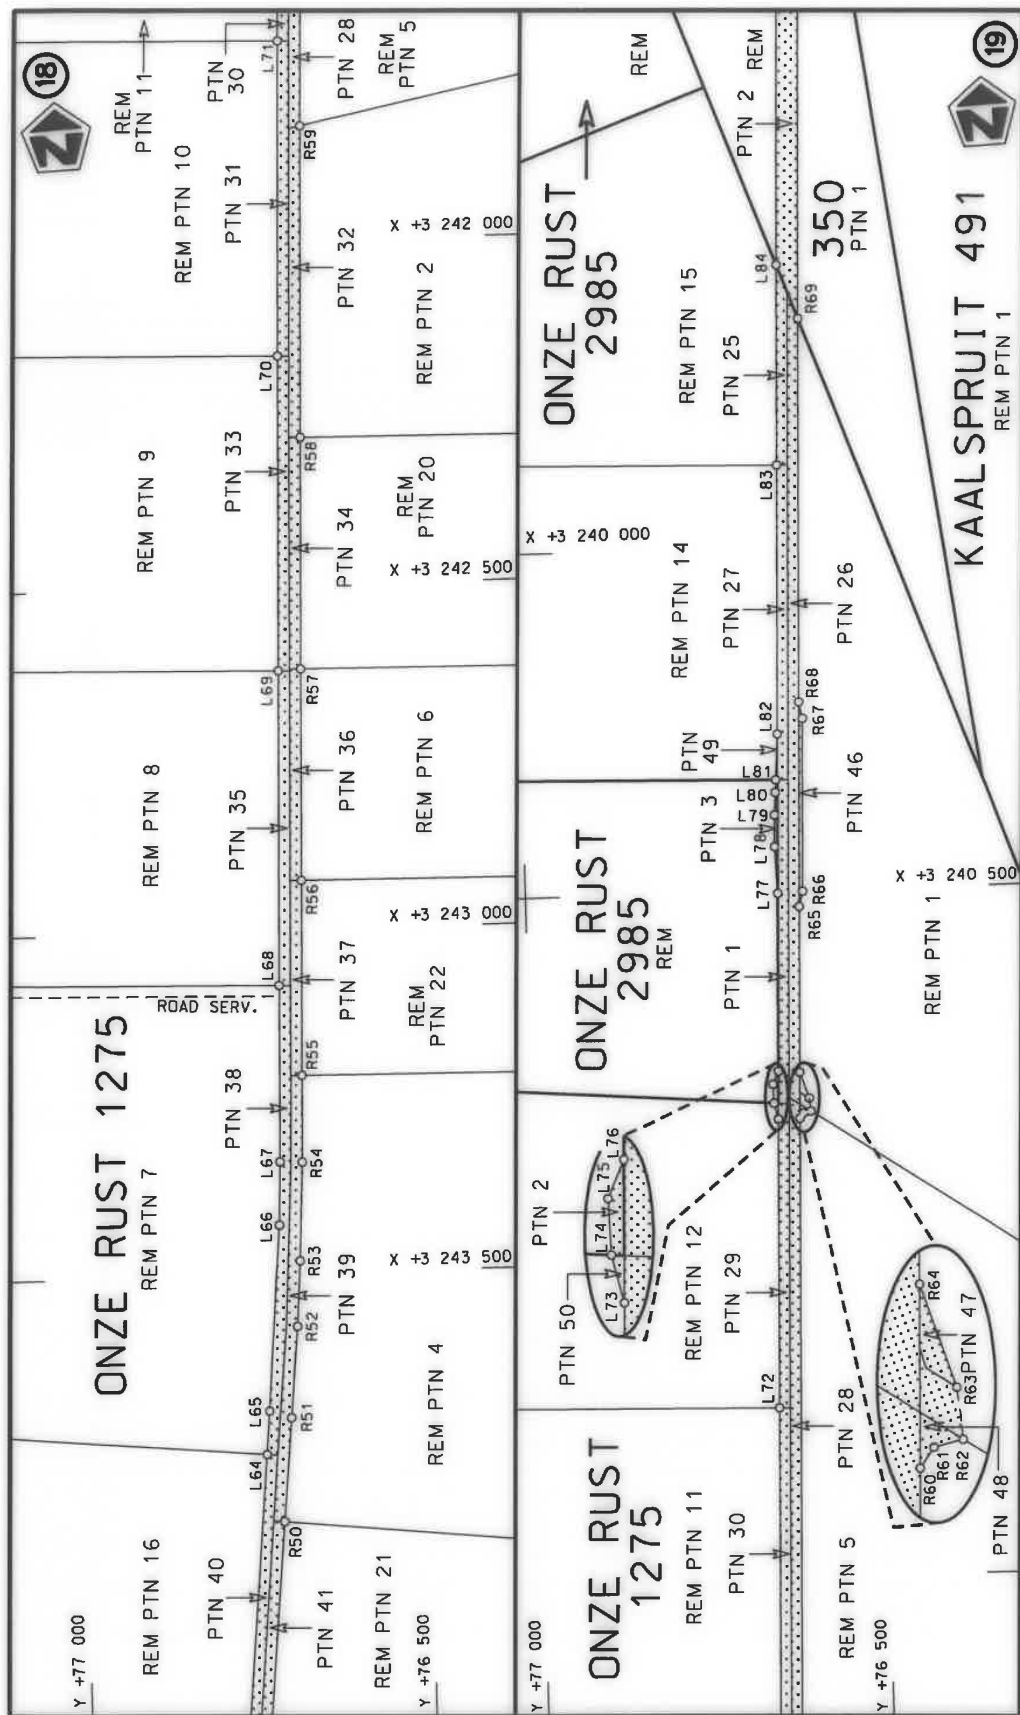 18
N
REM
PTN 11
PTN
30
L71
PTN 28
REM
PTN 5
REM PTN 10
PTN 31
R59
PTN 32
X +3 242 000
REM PTN 2
L70
REM PTN 9
PTN 33
R58
PTN 34
REM
PTN 20
X +3 242 500
L69
R57
REM PTN 8
PTN 35
PTN 36
REM PTN 6
R56
X +3 243 000
L68
ROAD SERV.
PTN 37
REM
PTN 22
ONZE RUST 1275
REM PTN 7
PTN 38
R55
L67
R54
L66
R53
X +3 243 500
PTN 39
R52
REM PTN 4
L65
R51
L64
R50
REM PTN 16
PTN 40
PTN 41
REM PTN 21
Y +77 000
Y +76 500
19
N
REM
REM
PTN 2
ONZE RUST
2985
L84
R69
350
PTN 1
KAALSPRUIT 491
REM PTN 1
REM PTN 15
PTN 25
L83
X +3 240 000
REM PTN 14
PTN 27
PTN 26
L82
R68
R67
PTN
49
L81
L80
L79
L78
PTN 3
PTN 46
L77
R66
R65
X +3 240 500
ONZE RUST
2985
REM
PTN 1
REM PTN 1
L76
L75
L74
L73
PTN 2
PTN 50
REM PTN 12
PTN 29
R64
PTN 47
R63
R62
R61
R60
PTN 48
L72
PTN 28
ONZE RUST
1275
REM PTN 11
PTN 30
REM PTN 5
Y +77 000
Y +76 500